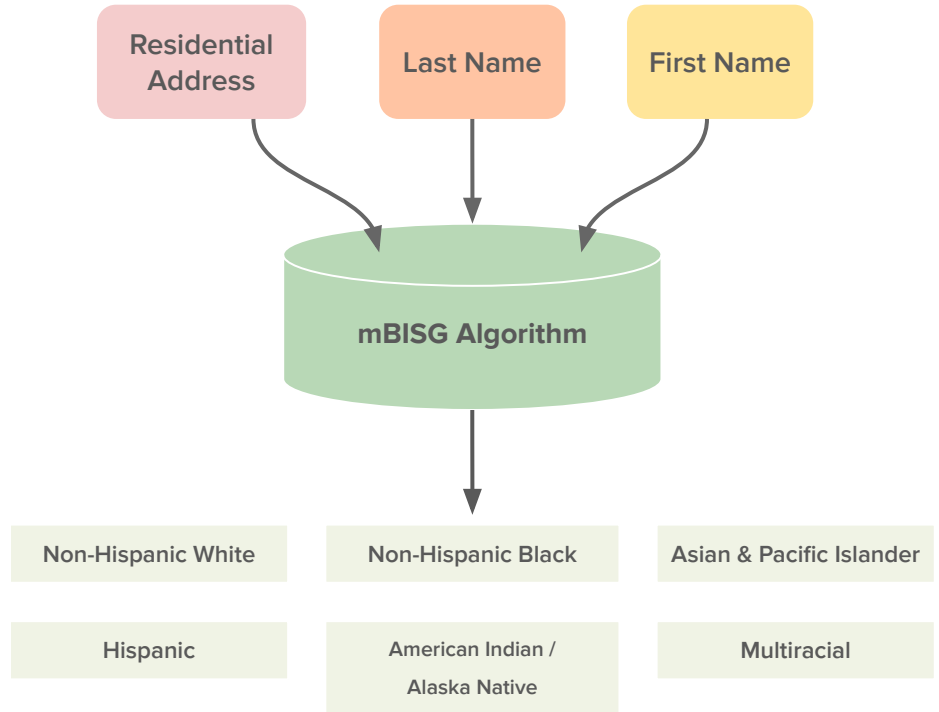 Residential
Address
Last Name
First Name
mBISG Algorithm
Non-Hispanic White
Non-Hispanic Black
Asian & Pacific Islander
Hispanic
American Indian /
Alaska Native
Multiracial